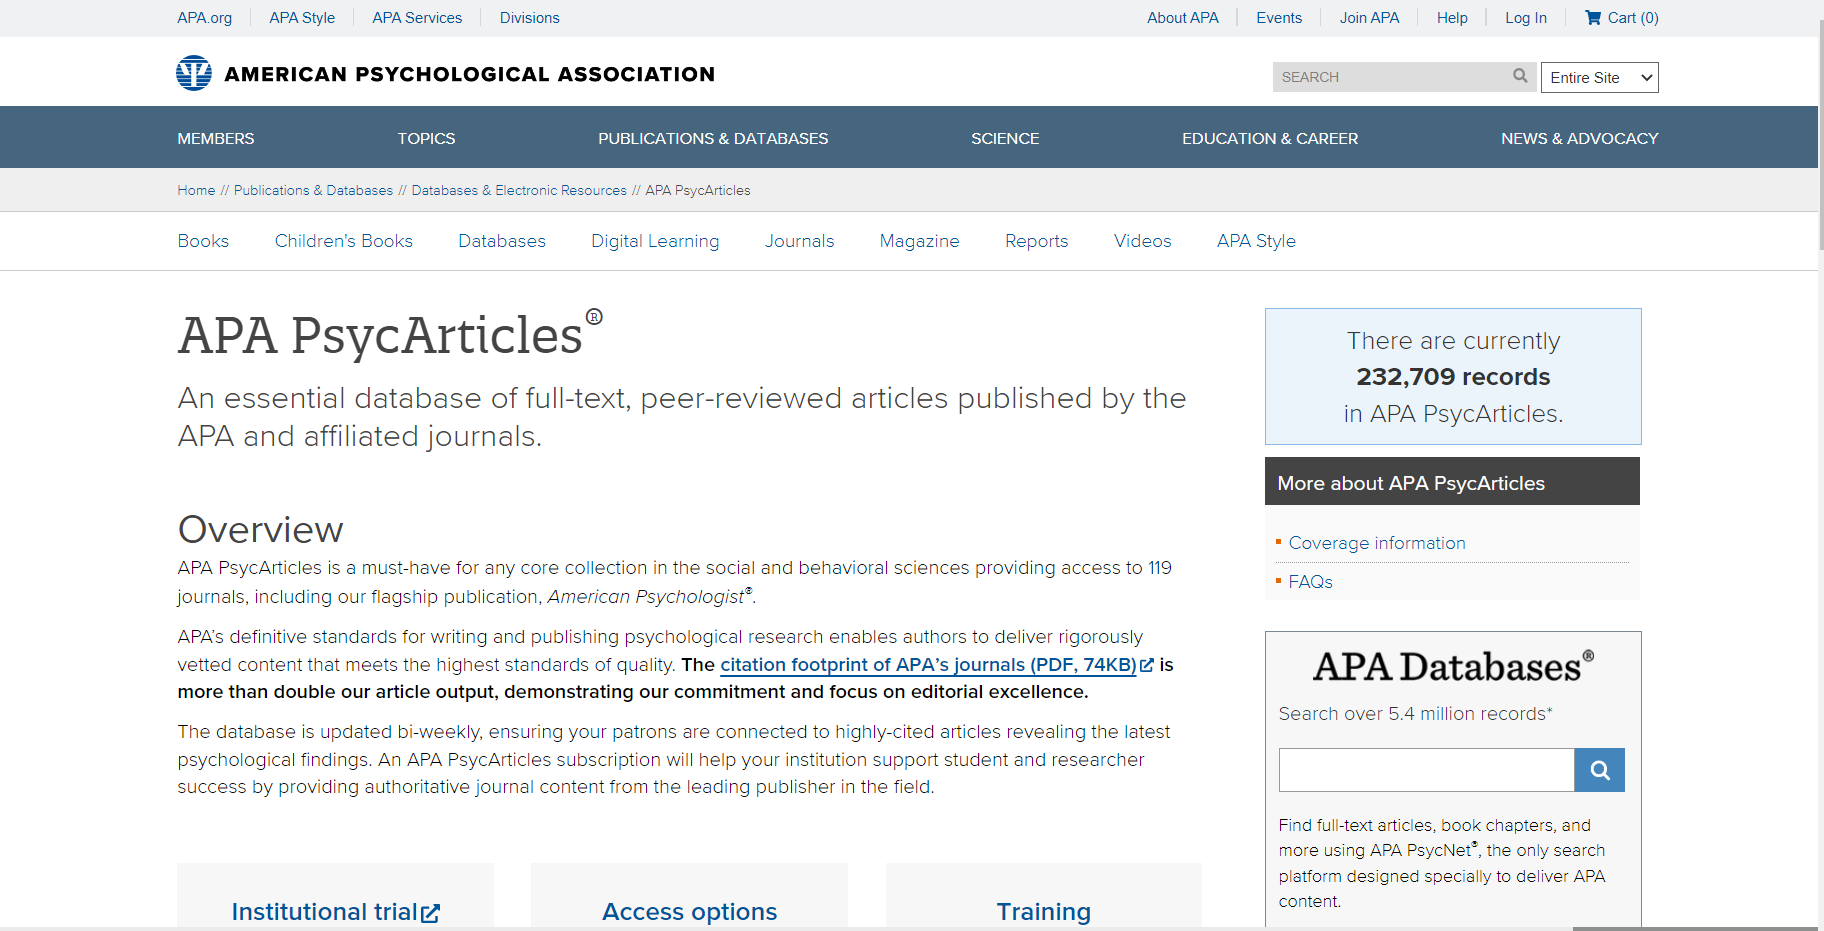 APA.org APA Style APA Services Divisions About APA Events Join APA Help Log In Cart (0)
AMERICAN PSYCHOLOGICAL ASSOCIATION
SEARCH Entire Site
MEMBERS TOPICS PUBLICATIONS & DATABASES SCIENCE EDUCATION & CAREER NEWS & ADVOCACY
Home // Publications & Databases // Databases & Electronic Resources // APA PsycArticles
Books Children's Books Databases Digital Learning Journals Magazine Reports Videos APA Style
APA PsycArticles®
An essential database of full-text, peer-reviewed articles published by the
APA and affiliated journals.
Overview
APA PsycArticles is a must-have for any core collection in the social and behavioral sciences providing access to 119
journals, including our flagship publication, American Psychologist®.
APA’s definitive standards for writing and publishing psychological research enables authors to deliver rigorously
vetted content that meets the highest standards of quality. The citation footprint of APA’s journals (PDF, 74KB) is
more than double our article output, demonstrating our commitment and focus on editorial excellence.
The database is updated bi-weekly, ensuring your patrons are connected to highly-cited articles revealing the latest
psychological findings. An APA PsycArticles subscription will help your institution support student and researcher
success by providing authoritative journal content from the leading publisher in the field.
Institutional trial Access options Training
There are currently
232,709 records
in APA PsycArticles.
More about APA PsycArticles
Coverage information
FAQs
APA Databases®
Search over 5.4 million records*
Find full-text articles, book chapters, and
more using APA PsycNet®, the only search
platform designed specially to deliver APA
content.